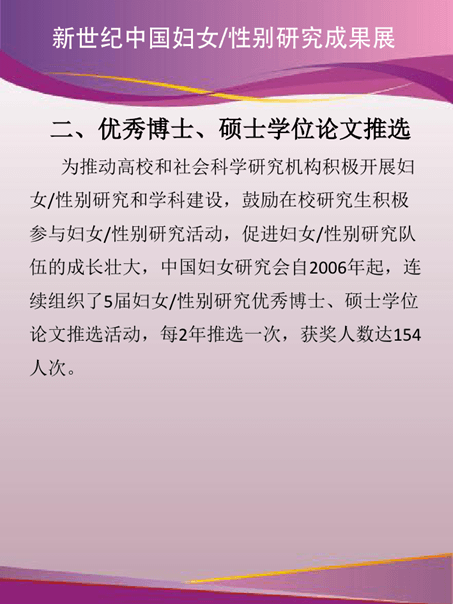 新世纪中国妇女/性别研究成果展
二、优秀博士、硕士学位论文推选
为推动高校和社会科学研究机构积极开展妇
女/性别研究和学科建设，鼓励在校研究生积极
参与妇女/性别研究活动，促进妇女/性别研究队
伍的成长壮大，中国妇女研究会自2006年起，连
续组织了5届妇女/性别研究优秀博士、硕士学位
论文推选活动，每2年推选一次，获奖人数达154
人次。